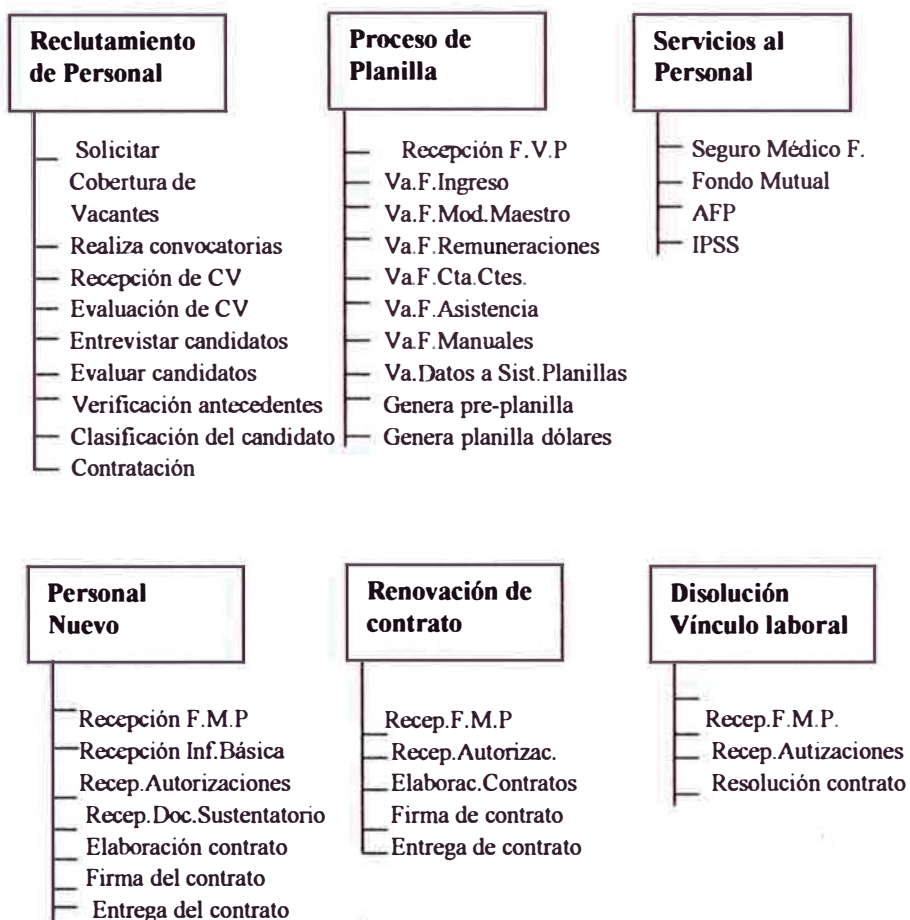 Reclutamiento
de Personal
Solicitar
Cobertura de
Vacantes
Realiza convocatorias
Recepción de CV
Evaluación de CV
Entrevistar candidatos
Evaluar candidatos
Verificación antecedentes
Clasificación del candidato
Contratación
Proceso de
Planilla
Recepción F.V.P
Va.F.Ingreso
Va.F.Mod.Maestro
Va.F.Remuneraciones
Va.F.Cta.Ctes.
Va.F.Asistencia
Va.F.Manuales
Va.Datos a Sist.Planillas
Genera pre-planilla
Genera planilla dólares
Servicios al
Personal
Seguro Médico F.
Fondo Mutual
AFP
IPSS
Personal
Nuevo
Recepción F.M.P
Recepción Inf.Básica
Recep.Autorizaciones
Recep.Doc.Sustentatorio
Elaboración contrato
Firma del contrato
Entrega del contrato
Renovación de
contrato
Recep.F.M.P
Recep.Autorizac.
Elaborac.Contratos
Firma de contrato
Entrega de contrato
Disolución
Vínculo laboral
Recep.F.M.P.
Recep.Autizaciones
Resolución contrato